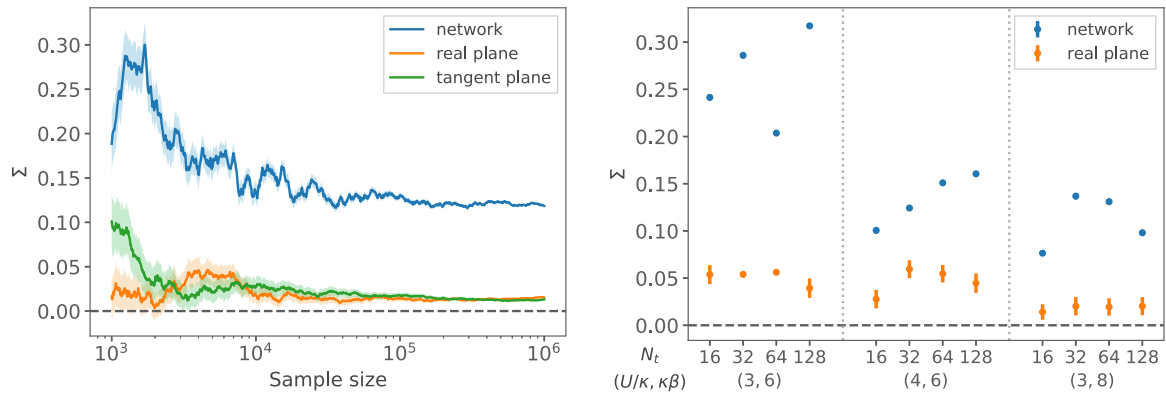 network
real plane
tangent plane
0.30
0.25
0.20
0.15
0.10
0.05
0.00
Σ
10³ 10⁴ 10⁵ 10⁶
Sample size
network
real plane
0.30
0.25
0.20
0.15
0.10
0.05
0.00
Σ
N_t 16 32 64 128 16 32 64 128 16 32 64 128
(U/κ, κβ) (3, 6) (4, 6) (3, 8)